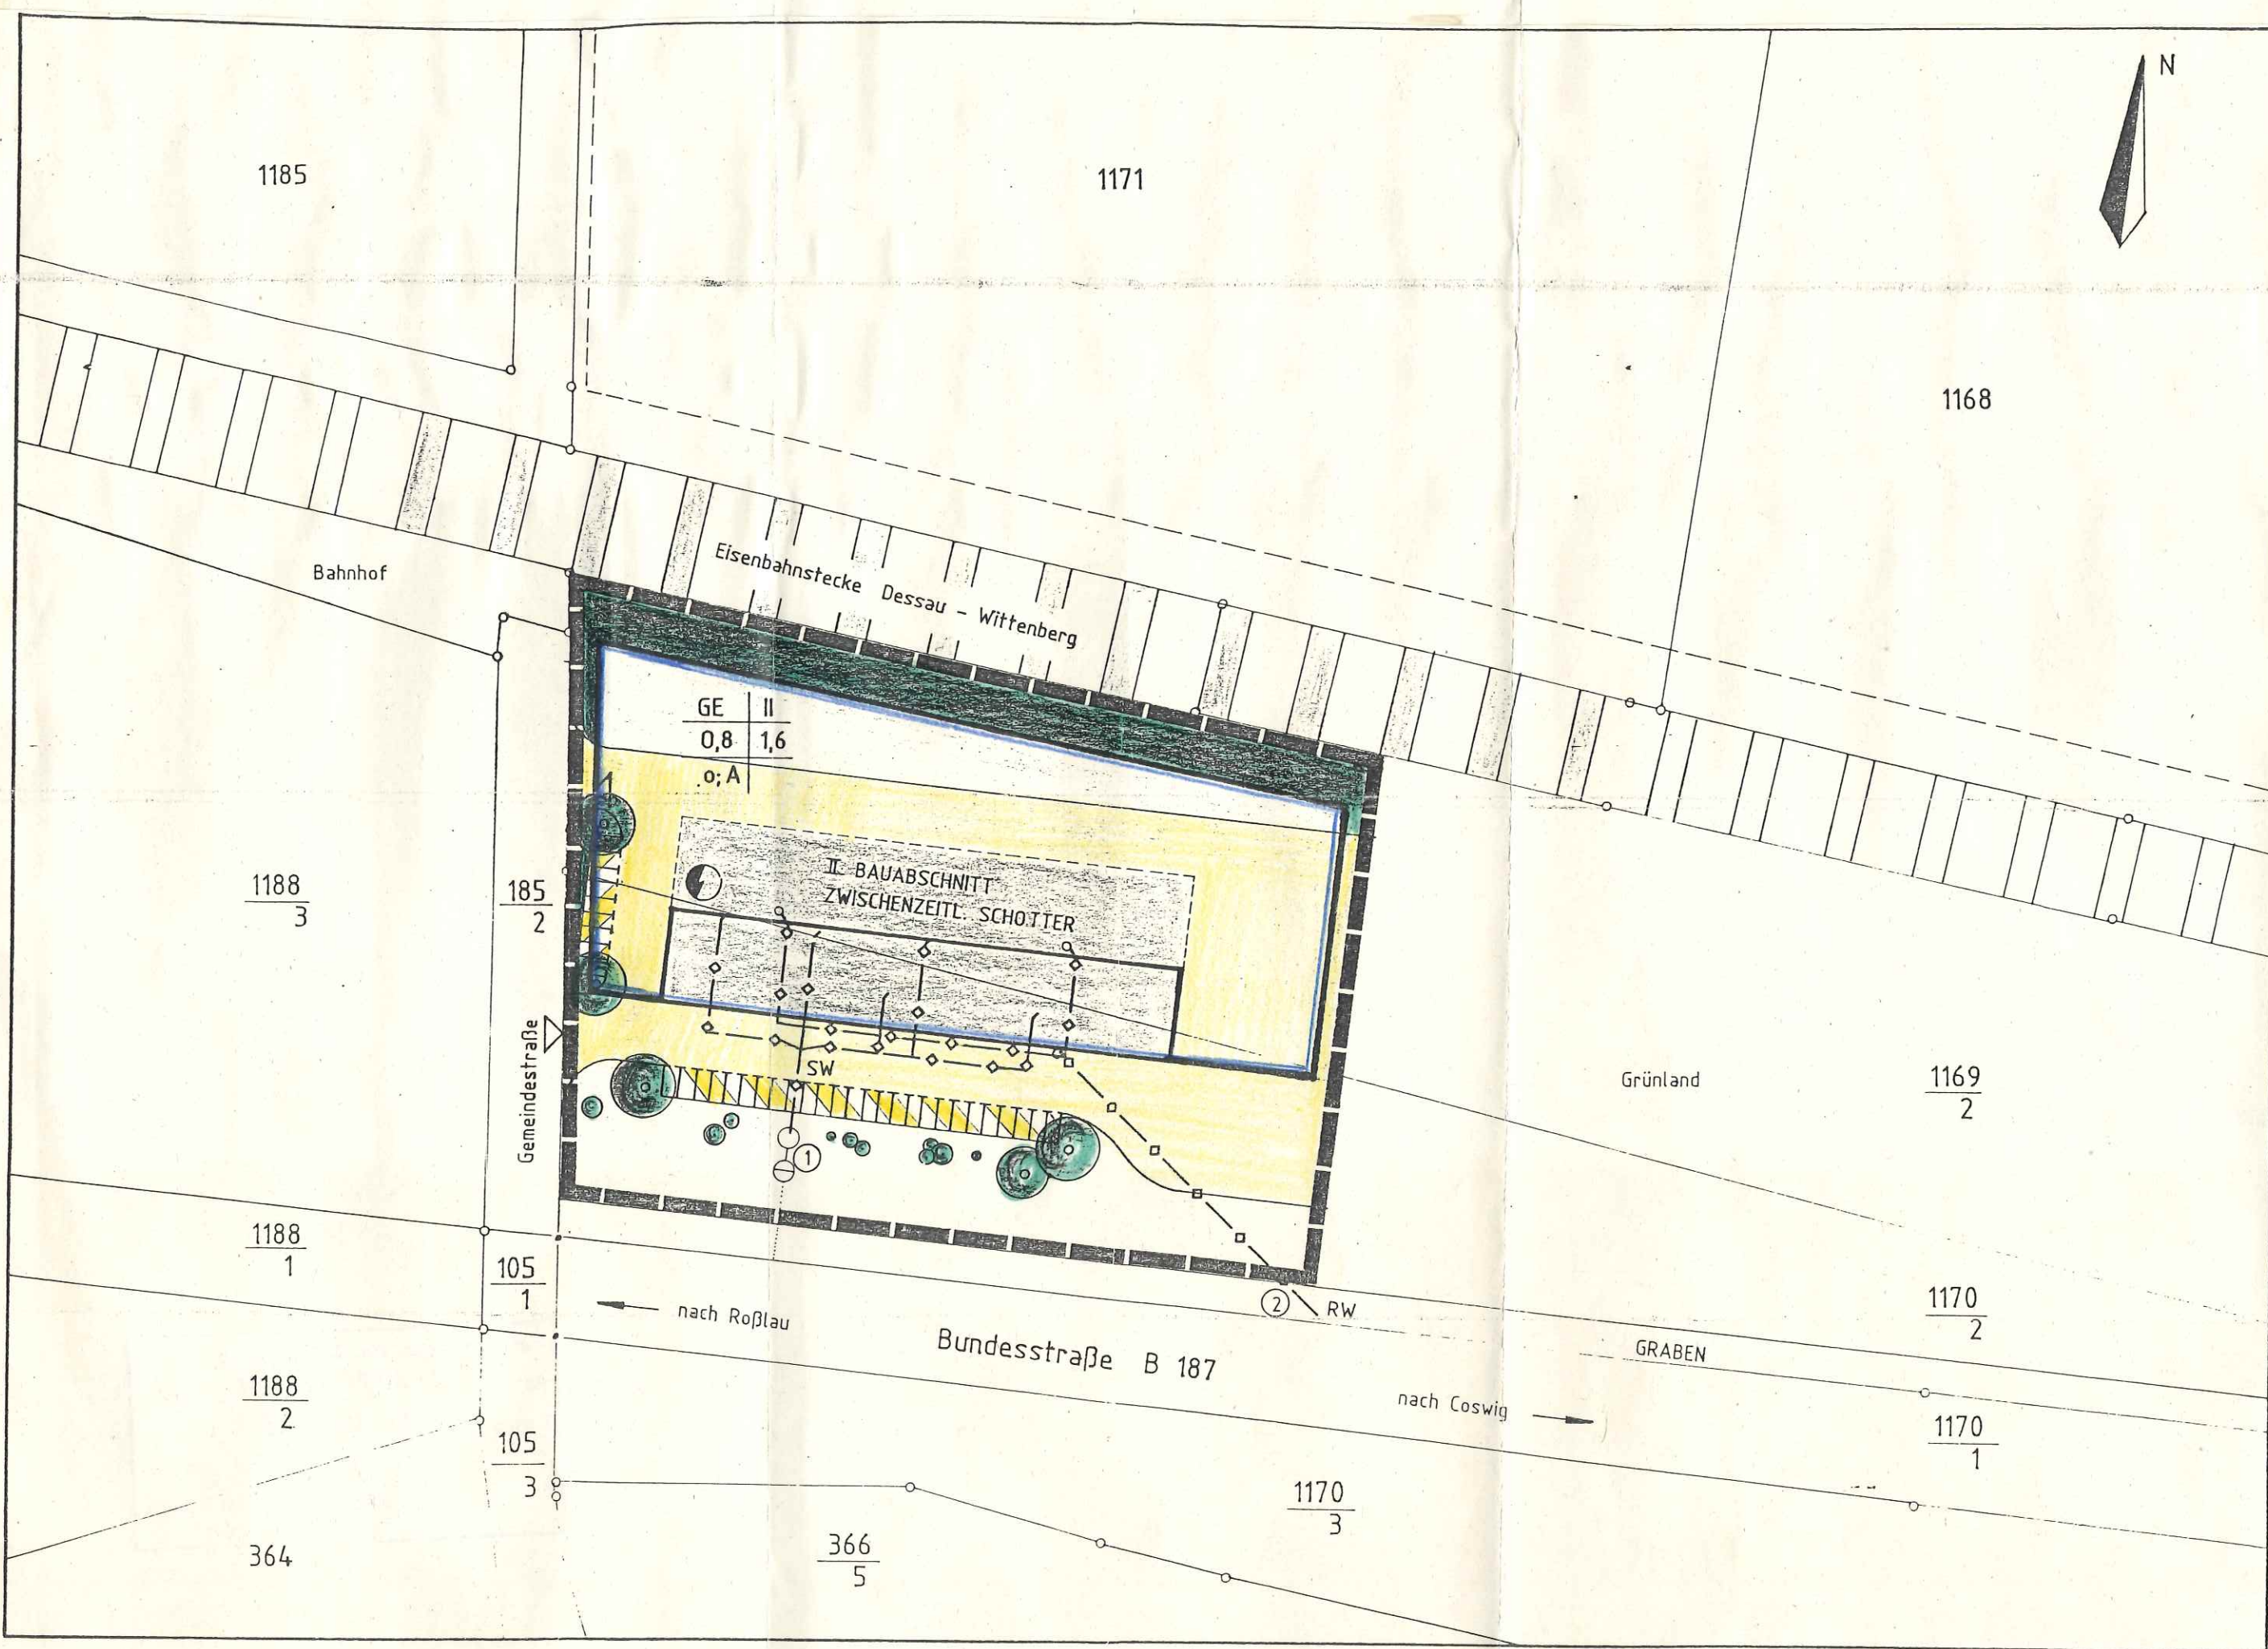 N
1185
1171
1168
Bahnhof
Eisenbahnstecke Dessau - Wittenberg
GE II
0,8 1,6
o; A
II. BAUABSCHNITT
ZWISCHENZEITL. SCHOTTER
1188
3
185
2
Gemeindestraße
SW
1
Grünland
1169
2
1188
1
105
1
nach Roßlau
2
RW
1170
2
Bundesstraße B 187
GRABEN
1188
2
nach Coswig
105
3
1170
1
1170
3
364
366
5